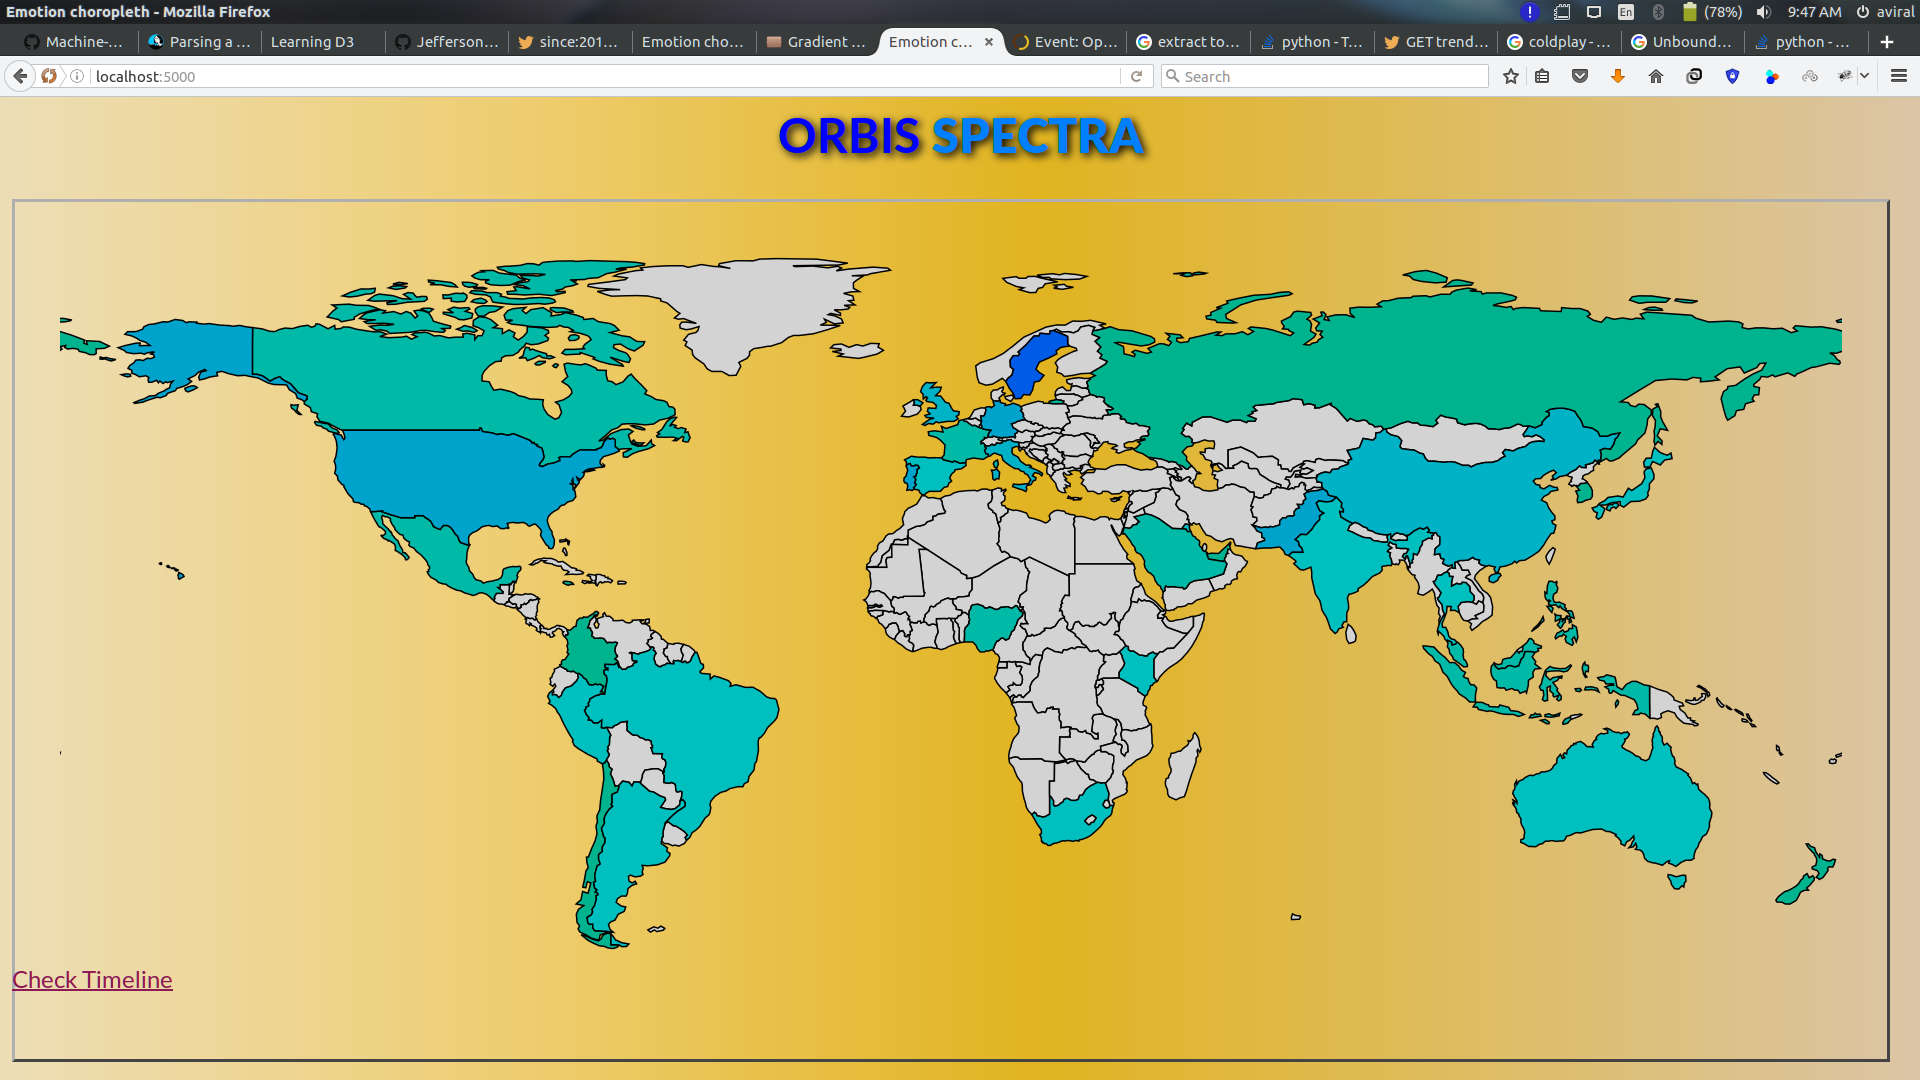 Emotion choropleth - Mozilla Firefox
! En (78%) 9:47 AM aviral
Machine-... Parsing a ... Learning D3 Jefferson... since:201... Emotion cho... Gradient ... Emotion c... × Event: Op... extract to... python - T... GET trend... coldplay - ... Unbound... python - ... +
localhost:5000 Search
ORBIS SPECTRA
Check Timeline